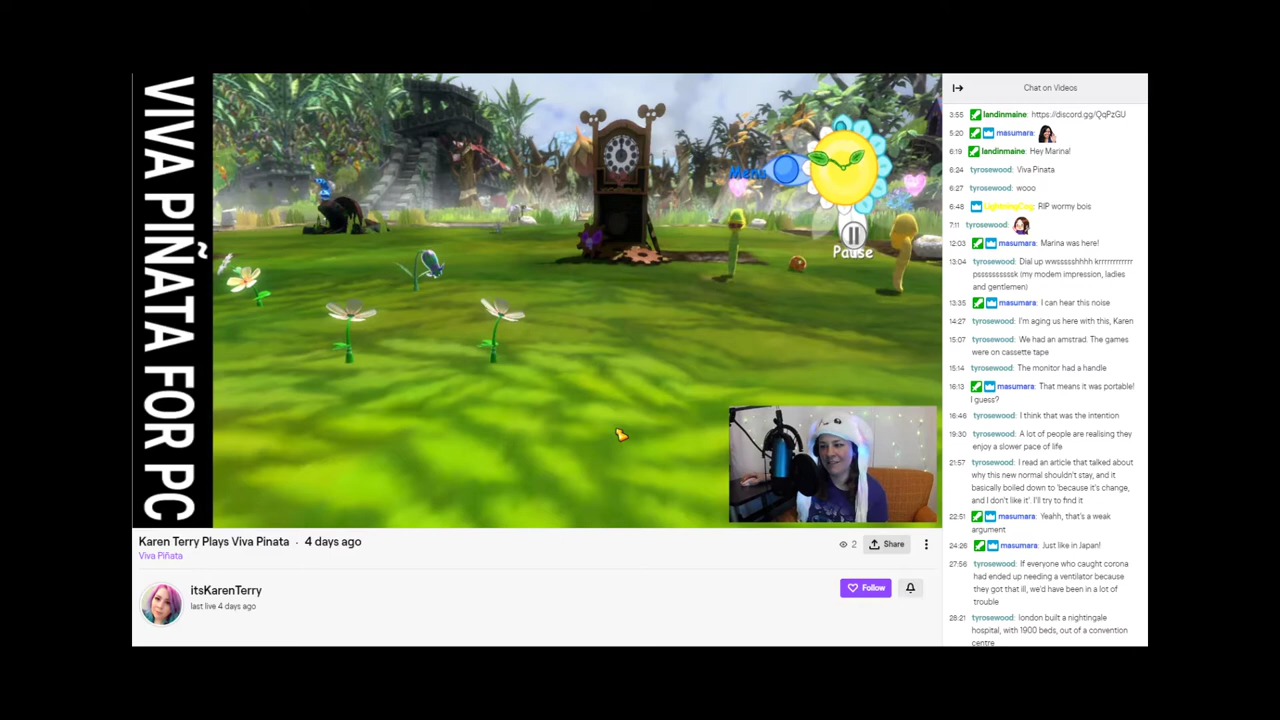 VIVA PIÑATA FOR PC
Menu
Pause
Karen Terry Plays Viva Pinata · 4 days ago
Viva Piñata
2
Share
itsKarenTerry
last live 4 days ago
Follow
Chat on Videos
3:55 landinmaine: https://discord.gg/QqPzGU
5:20 masumara:
6:19 landinmaine: Hey Marina!
6:24 tyrosewood: Viva Pinata
6:27 tyrosewood: wooo
6:48 LightningCog: RIP wormy bois
7:11 tyrosewood:
12:03 masumara: Marina was here!
13:04 tyrosewood: Dial up wwsssshhhh krrrrrrrrrrrr
psssssssssk (my modem impression, ladies
and gentlemen)
13:35 masumara: I can hear this noise
14:27 tyrosewood: I'm aging us here with this, Karen
15:07 tyrosewood: We had an amstrad. The games
were on cassette tape
15:14 tyrosewood: The monitor had a handle
16:13 masumara: That means it was portable!
I guess?
16:46 tyrosewood: I think that was the intention
19:30 tyrosewood: A lot of people are realising they
enjoy a slower pace of life
21:57 tyrosewood: I read an article that talked about
why this new normal shouldn't stay, and it
basically boiled down to 'because it's change,
and I don't like it'. I'll try to find it
22:51 masumara: Yeahh, that's a weak
argument
24:26 masumara: Just like in Japan!
27:56 tyrosewood: If everyone who caught corona
had ended up needing a ventilator because
they got that ill, we'd have been in a lot of
trouble
28:21 tyrosewood: london built a nightingale
hospital, with 1900 beds, out of a convention
centre